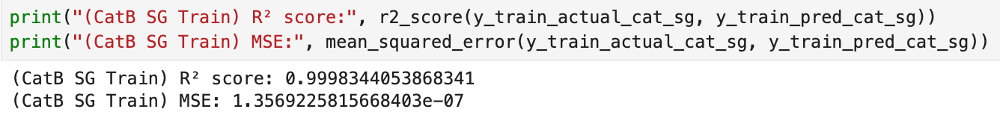 print("(CatB SG Train) R² score:", r2_score(y_train_actual_cat_sg, y_train_pred_cat_sg))
print("(CatB SG Train) MSE:", mean_squared_error(y_train_actual_cat_sg, y_train_pred_cat_sg))
(CatB SG Train) R² score: 0.9998344053868341
(CatB SG Train) MSE: 1.3569225815668403e-07